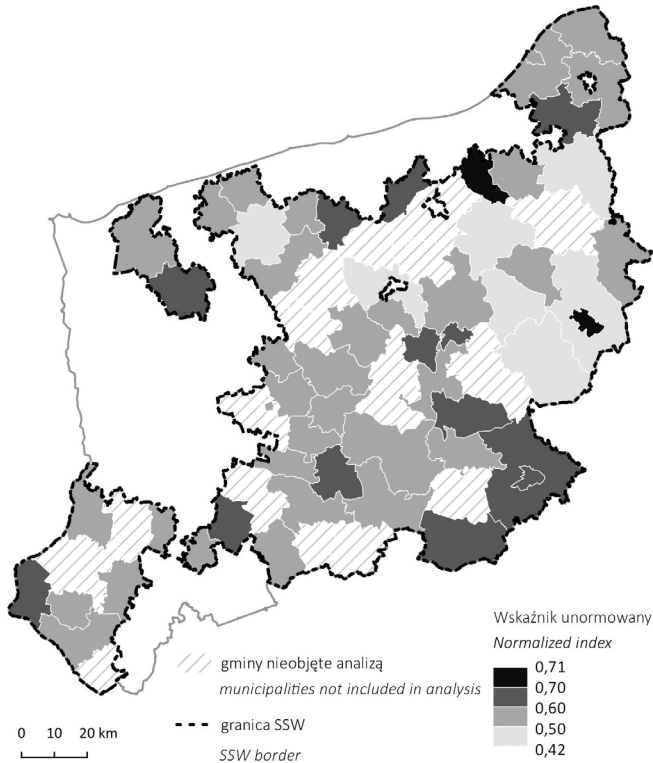 Wskaźnik unormowany
Normalized index
0,71
0,70
0,60
0,50
0,42
gminy nieobjęte analizą
municipalities not included in analysis
granica SSW
SSW border
0 10 20 km